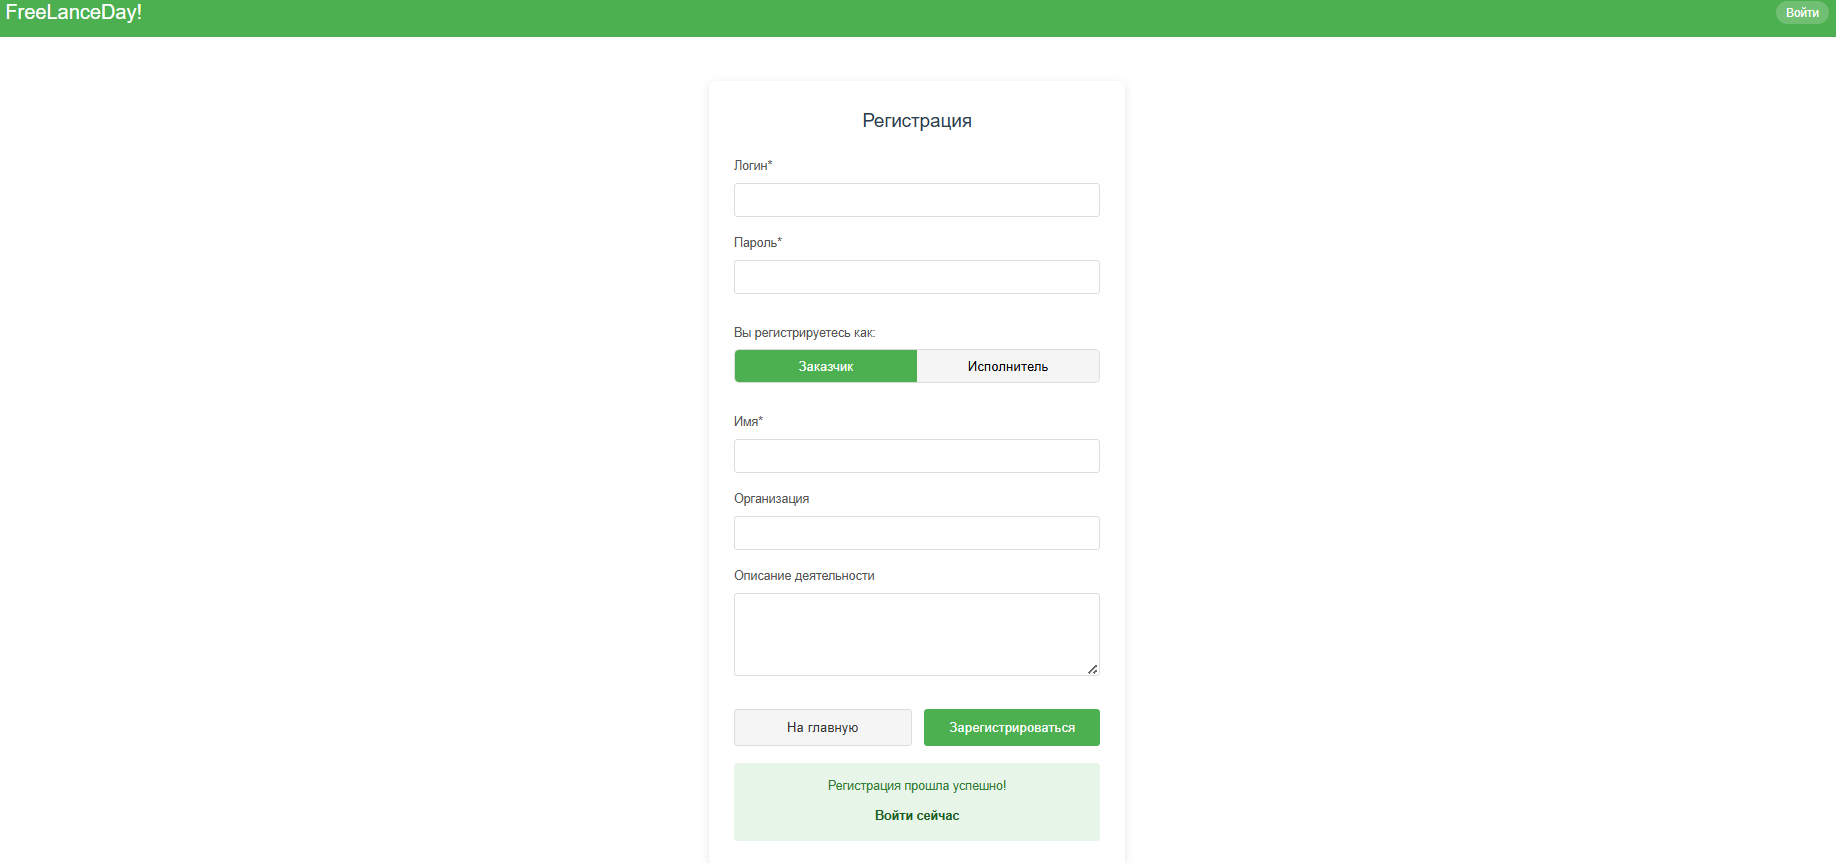 FreeLanceDay!
Войти
Регистрация
Логин*
Пароль*
Вы регистрируетесь как:
Заказчик
Исполнитель
Имя*
Организация
Описание деятельности
На главную
Зарегистрироваться
Регистрация прошла успешно!
Войти сейчас